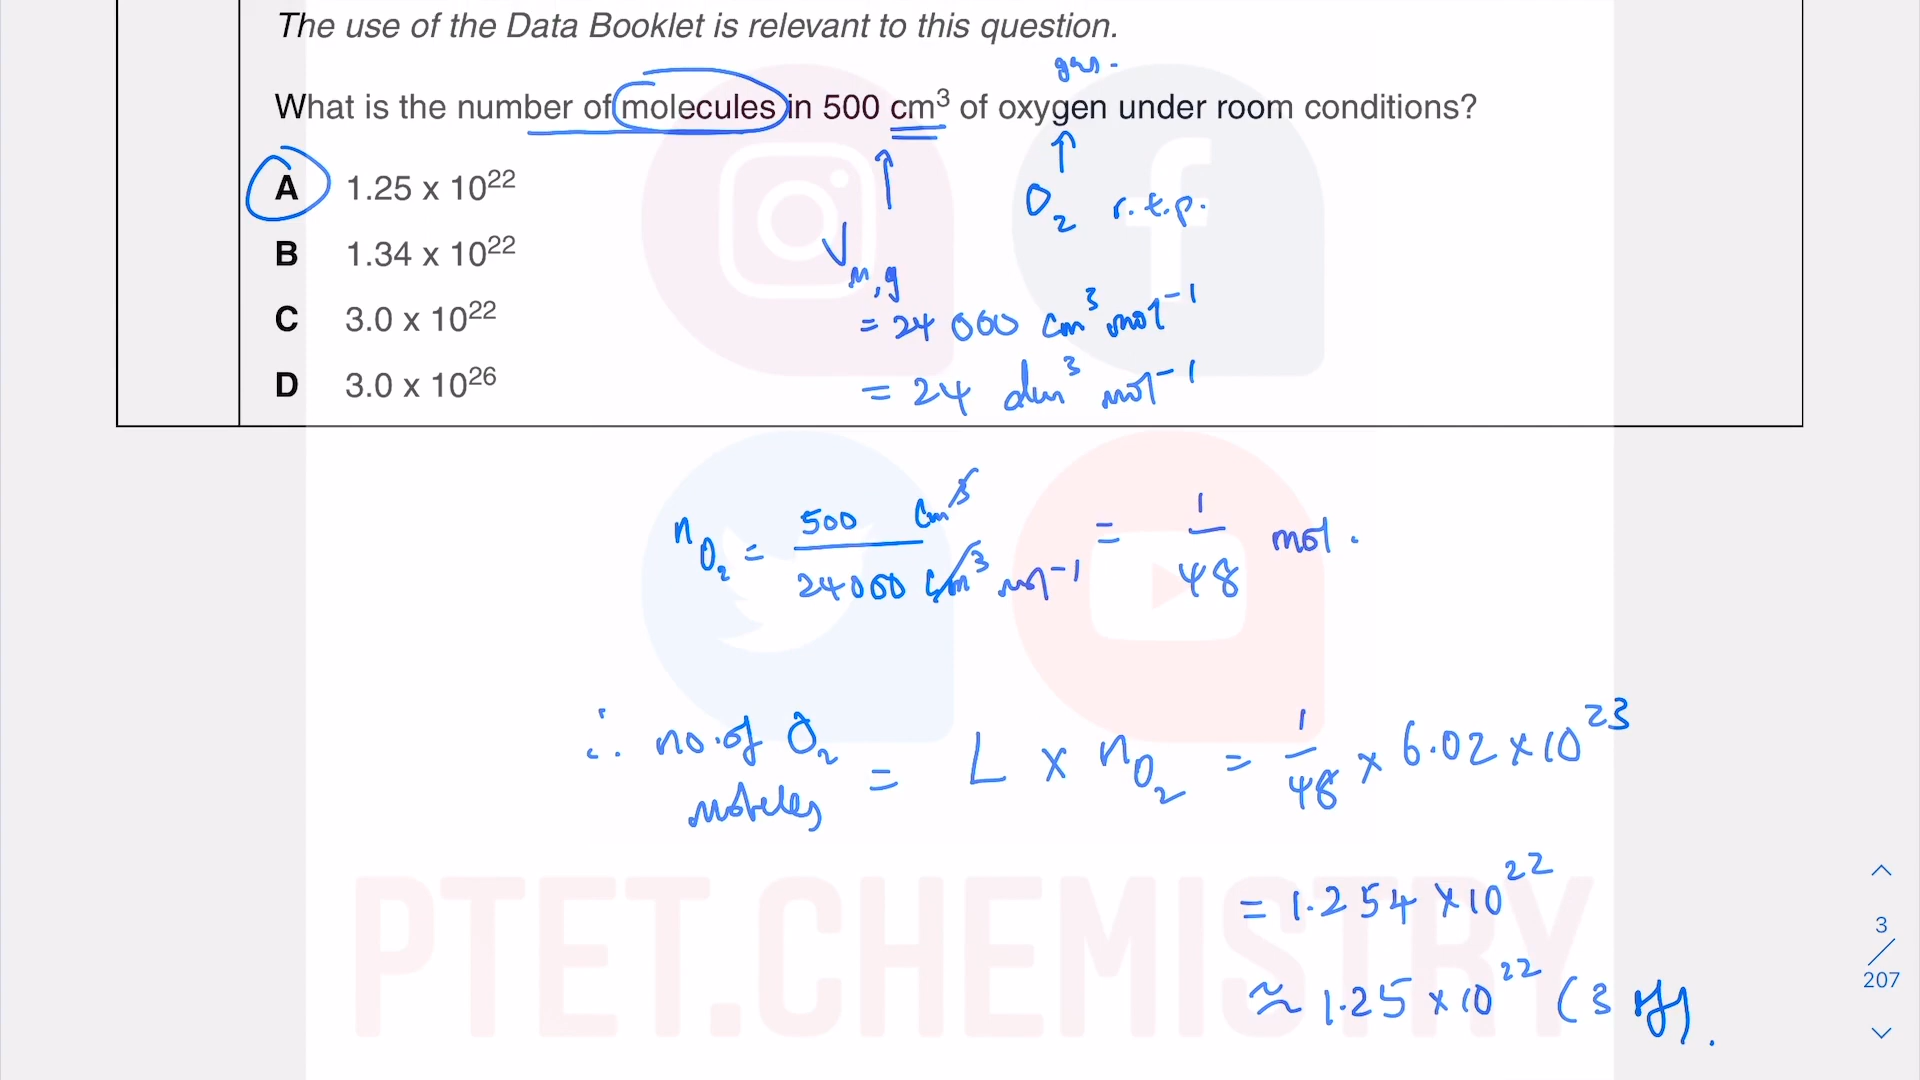 The use of the Data Booklet is relevant to this question.
gas.
What is the number of molecules in 500 cm³ of oxygen under room conditions?
A 1.25 x 10²²
B 1.34 x 10²²
C 3.0 x 10²²
D 3.0 x 10²⁶
O₂ r.t.p.
V m,g
= 24 000 cm³ mol⁻¹
= 24 dm³ mol⁻¹
n O₂ = 500 cm³ / 24000 cm³ mol⁻¹ = 1/48 mol.
∴ no. of O₂ molecules = L × n O₂ = 1/48 × 6.02 × 10²³
= 1.254 × 10²²
≈ 1.25 × 10²² (3 sf).
PTET.CHEMISTRY
3
/
207